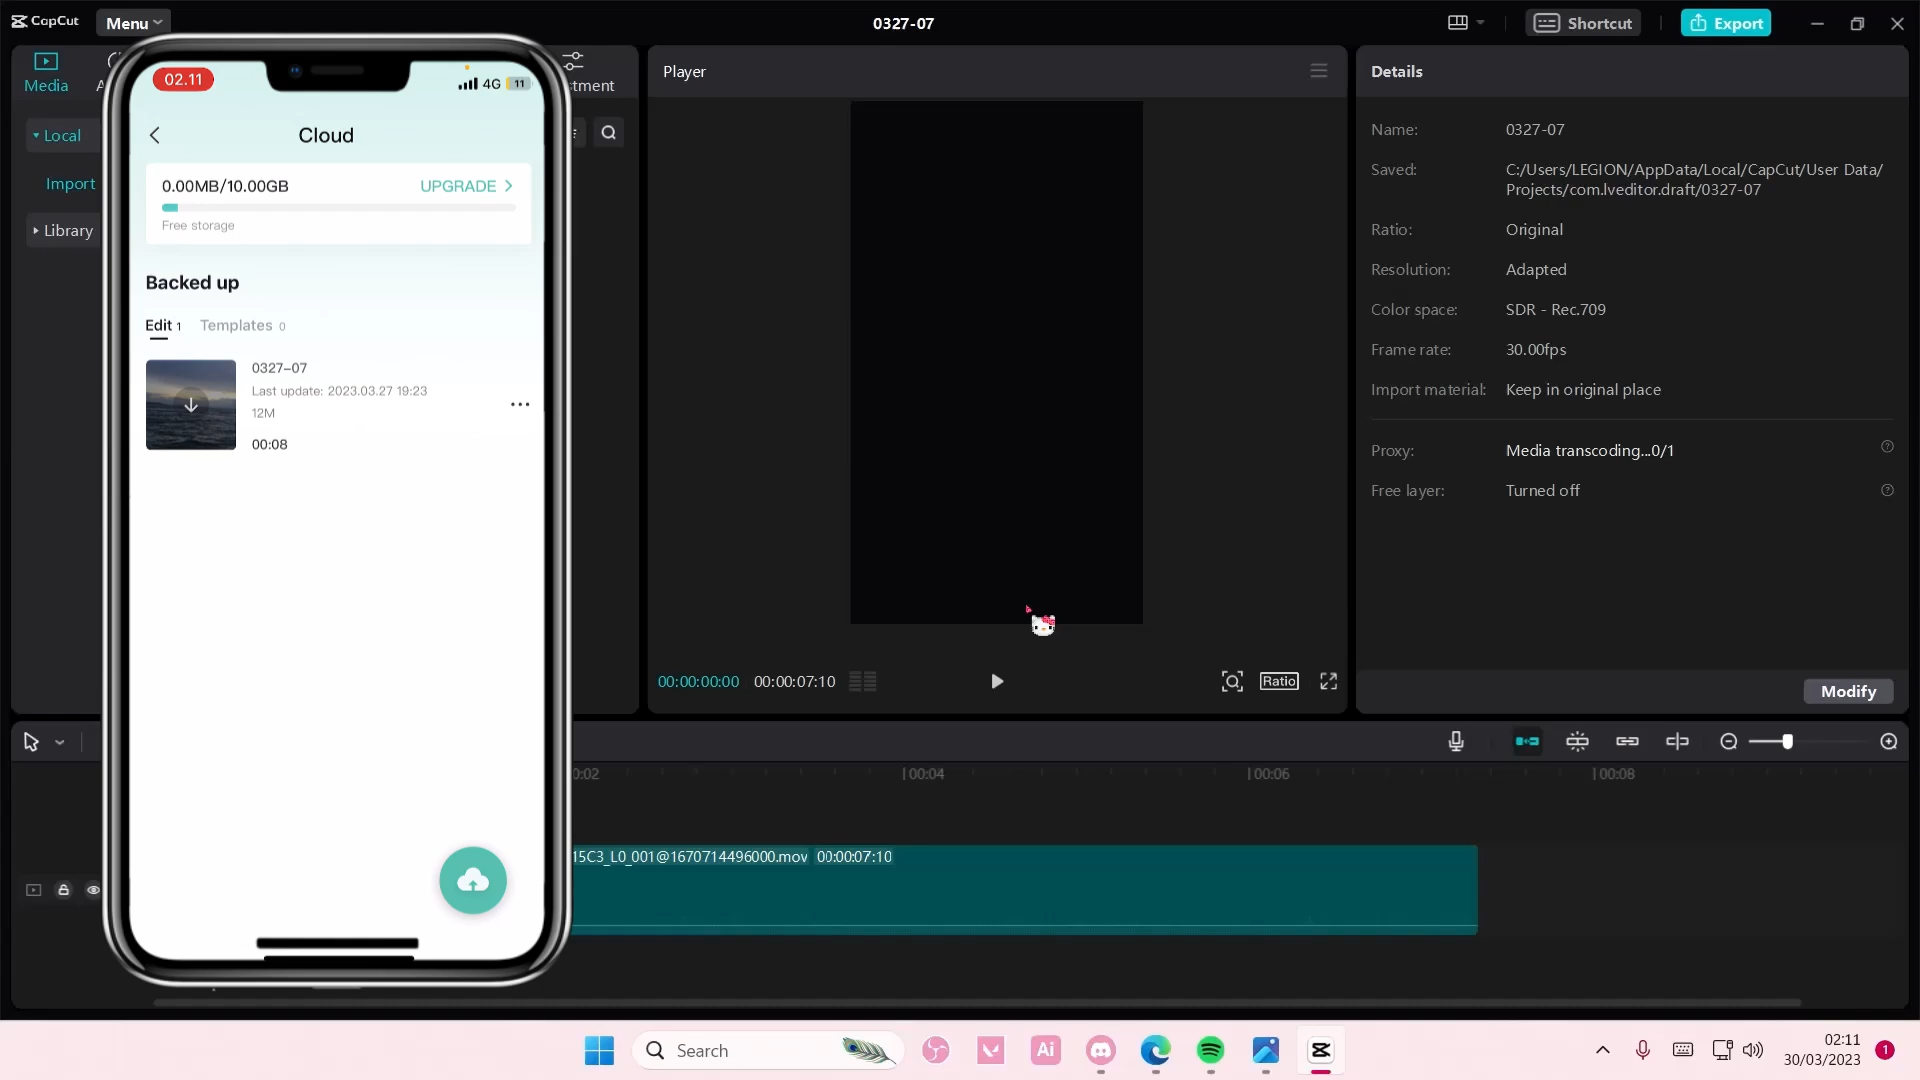 CapCut
Menu
0327-07
Shortcut
Export
Media
A
stment
Local
Import
Library
02.11
4G
11
Cloud
0.00MB/10.00GB
UPGRADE
Free storage
Backed up
Edit 1
Templates 0
0327-07
Last update: 2023.03.27 19:23
12M
00:08
Player
00:00:00:00
00:00:07:10
Ratio
Details
Name: 0327-07
Saved: C:/Users/LEGION/AppData/Local/CapCut/User Data/
Projects/com.lveditor.draft/0327-07
Ratio: Original
Resolution: Adapted
Color space: SDR - Rec.709
Frame rate: 30.00fps
Import material: Keep in original place
Proxy: Media transcoding...0/1
Free layer: Turned off
Modify
0:02
00:04
00:06
00:08
15C3_L0_001@1670714496000.mov 00:00:07:10
Search
Ai
02:11
30/03/2023
1